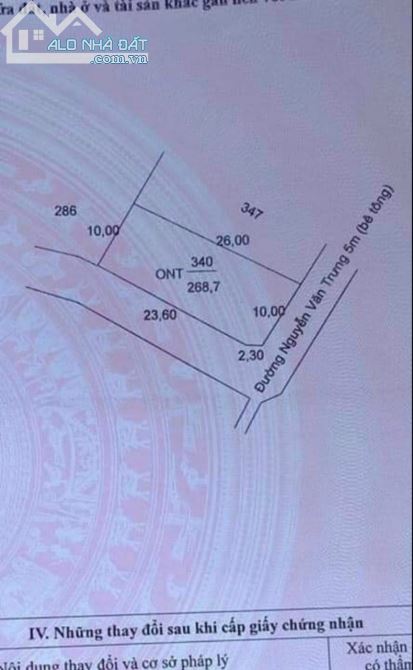 đất, nhà ở và tài sản khác gắn liền
ALO NHÀ ĐẤT
.com.vn
286
347
10,00
26,00
ONT 340
268,7
23,60
10,00
2,30
Đường Nguyễn Văn Trung 5m (bê tông)
IV. Những thay đổi sau khi cấp giấy chứng nhận
Nội dung thay đổi và cơ sở pháp lý
Xác nhận
có thẩm